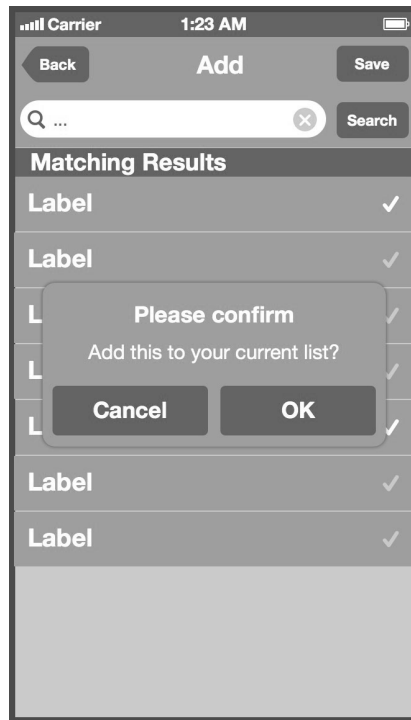 Carrier 1:23 AM
Back Add Save
... Search
Matching Results
Label
Label
L
Please confirm
Add this to your current list?
L
Cancel OK
L
Label
Label